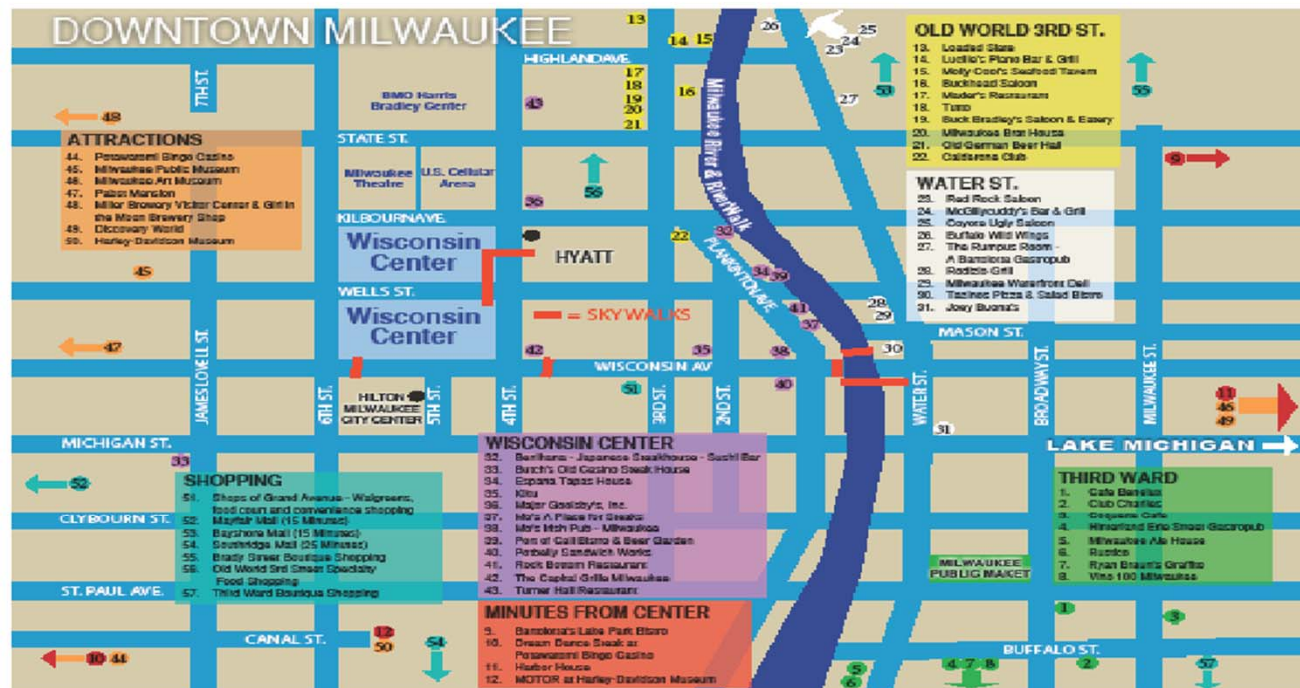 DOWNTOWN MILWAUKEE
HIGHLAND AVE.
7TH ST.
BMO Harris
Bradley Center
STATE ST.
Milwaukee
Theatre
U.S. Cellular
Arena
KILBOURN AVE.
Wisconsin
Center
HYATT
WELLS ST.
Wisconsin
Center
= SKYWALKS
WISCONSIN AV
MASON ST.
JAMES LOVELL ST.
6TH ST.
5TH ST.
4TH ST.
3RD ST.
2ND ST.
PLANKINTON AVE
Milwaukee River & RiverWalk
WATER ST.
BROADWAY ST.
MILWAUKEE ST.
HILTON
MILWAUKEE
CITY CENTER
MICHIGAN ST.
LAKE MICHIGAN
CLYBOURN ST.
ST. PAUL AVE.
CANAL ST.
BUFFALO ST.
MILWAUKEE
PUBLIC MAKET
ATTRACTIONS
44. Potawatomi Bingo Casino
45. Milwaukee Public Museum
46. Milwaukee Art Museum
47. Pabst Mansion
48. Miller Brewery Visitor Center & Girl in
the Moon Brewery Shop
49. Discovery World
50. Harley-Davidson Museum
OLD WORLD 3RD ST.
13. Loaded Slate
14. Lucille's Piano Bar & Grill
15. Molly Cool's Seafood Tavern
16. Buckhead Saloon
17. Mader's Restaurant
18.
19. Buck Bradley's Saloon & Eatery
20. Milwaukee Brat House
21. Old German Beer Hall
22. Calderone Club
WATER ST.
23. Red Rock Saloon
24. McGillycuddy's Bar & Grill
25. Coyote Ugly Saloon
26. Buffalo Wild Wings
27. The Rumpus Room -
A Bartolotta Gastropub
28. Rodizio Grill
29. Milwaukee Waterfront Deli
30. Pizza & Salad Bistro
31. Joey Buona's
SHOPPING
51. Shops of Grand Avenue - Walgreens,
food court and convenience shopping
52. Mayfair Mall (15 Minutes)
53. Bayshore Mall (15 Minutes)
54. Southridge Mall (25 Minutes)
55. Brady Street Boutique Shopping
56. Old World 3rd Street Specialty
Food Shopping
57. Third Ward Boutique Shopping
WISCONSIN CENTER
32. Benihana - Japanese Steakhouse - Sushi Bar
33. Butch's Old Casino Steak House
34. Espana Tapas House
35. Kiku
36. Major Goolsby's, Inc.
37. Mo's A Place for Steaks
38. Mo's Irish Pub - Milwaukee
39. Port of Call Bistro & Beer Garden
40. Potbelly Sandwich Works
41. Rock Bottom Restaurant
42. The Capital Grille Milwaukee
43. Turner Hall Restaurant
MINUTES FROM CENTER
9. Bartolotta's Lake Park Bistro
10. Dream Dance Steak at
Potawatomi Bingo Casino
11. Harbor House
12. MOTOR at Harley-Davidson Museum
THIRD WARD
1. Cafe Benelux
2. Club Charlies
3. Coquette Cafe
4. Hinterland Erie Street Gastropub
5. Milwaukee Ale House
6. Rustico
7. Ryan Braun's Graffito
8. Vino 100 Milwaukee